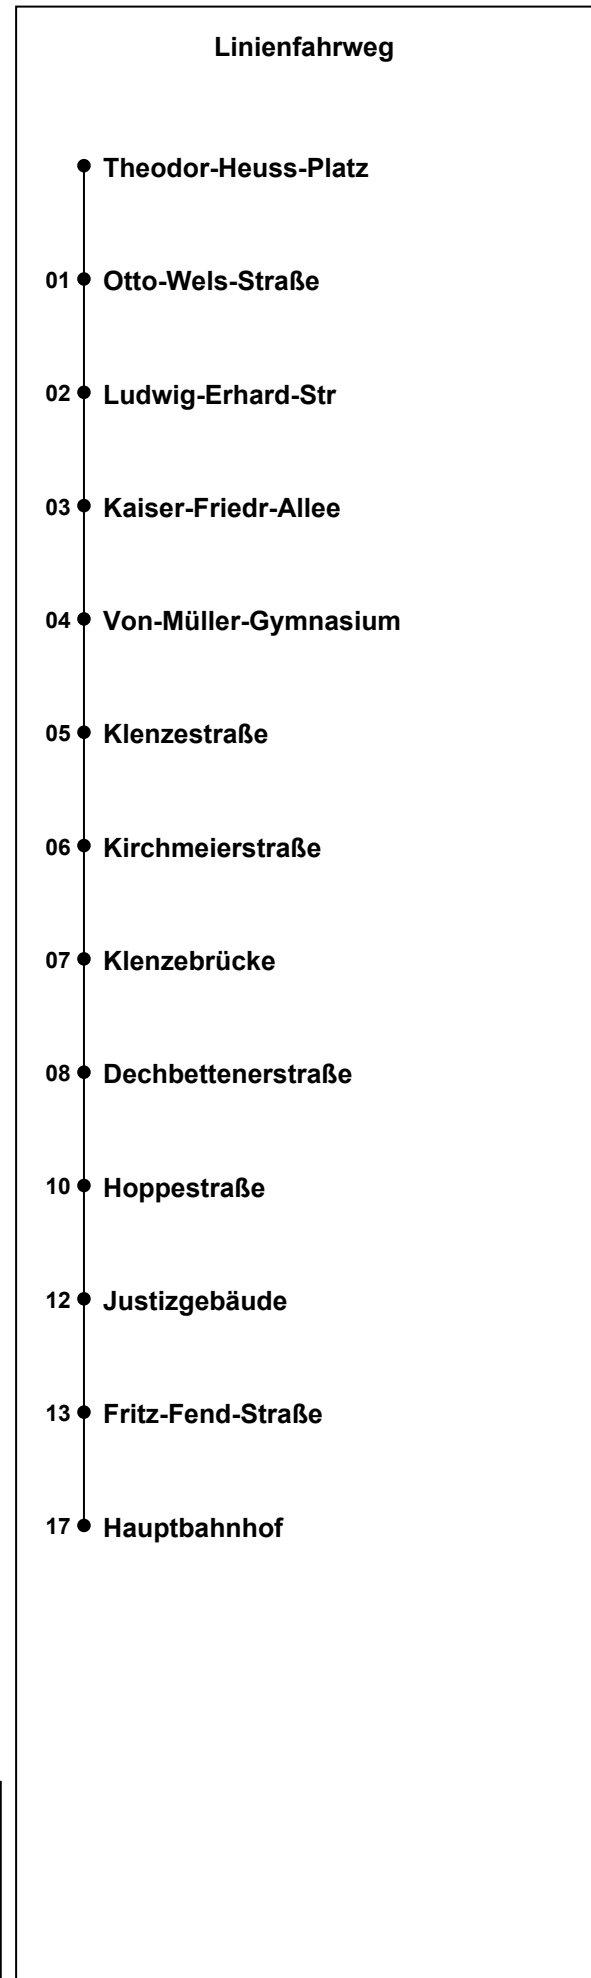 Linienfahrweg
Theodor-Heuss-Platz
01 Otto-Wels-Straße
02 Ludwig-Erhard-Str
03 Kaiser-Friedr-Allee
04 Von-Müller-Gymnasium
05 Klenzestraße
06 Kirchmeierstraße
07 Klenzebrücke
08 Dechbettenerstraße
10 Hoppestraße
12 Justizgebäude
13 Fritz-Fend-Straße
17 Hauptbahnhof